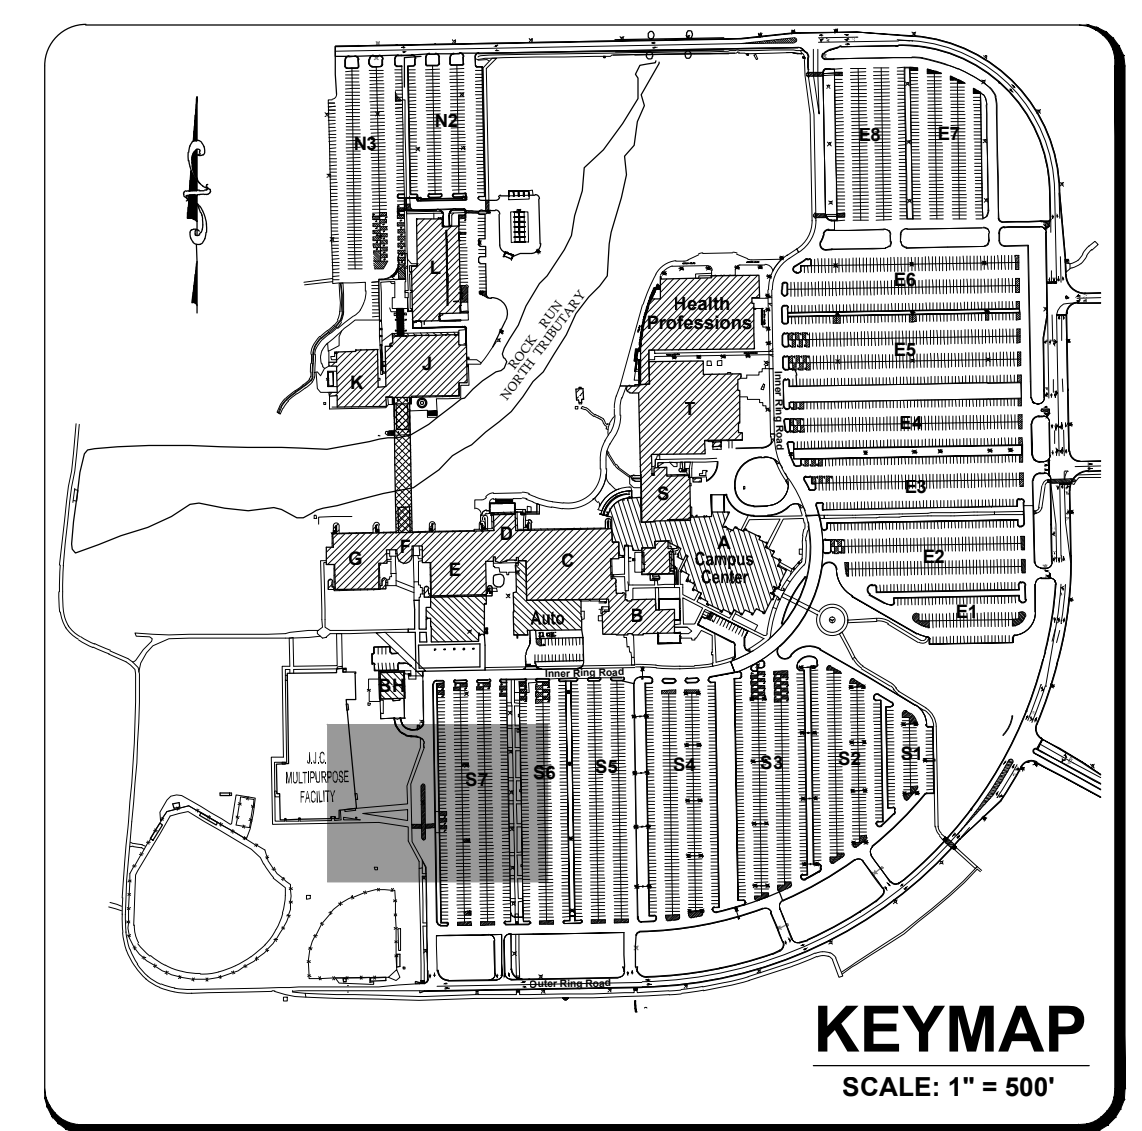 N3
N2
E8
E7
L
E6
Health
Professions
ROCK RUN
NORTH TRIBUTARY
E5
J
K
Inner Ring Road
T
E4
S
E3
D
F
A
Campus
Center
G
E
C
E2
Auto
B
E1
Inner Ring Road
BH
J.J.C.
MULTIPURPOSE
FACILITY
S7
S6
S5
S4
S3
S2
S1
Outer Ring Road
KEYMAP
SCALE: 1" = 500'